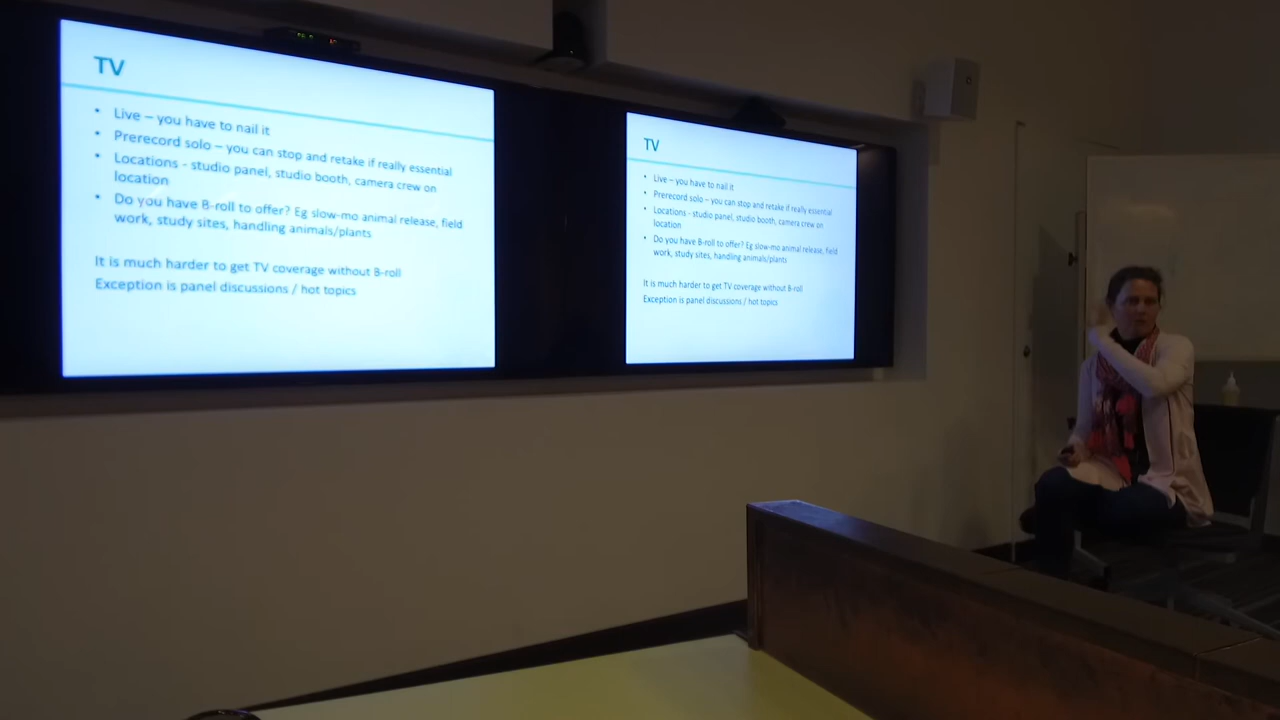 TV
• Live – you have to nail it
• Prerecord solo – you can stop and retake if really essential
• Locations - studio panel, studio booth, camera crew on
location
• Do you have B-roll to offer? Eg slow-mo animal release, field
work, study sites, handling animals/plants
It is much harder to get TV coverage without B-roll
Exception is panel discussions / hot topics
TV
• Live – you have to nail it
• Prerecord solo – you can stop and retake if really essential
• Locations - studio panel, studio booth, camera crew on
location
• Do you have B-roll to offer? Eg slow-mo animal release, field
work, study sites, handling animals/plants
It is much harder to get TV coverage without B-roll
Exception is panel discussions / hot topics